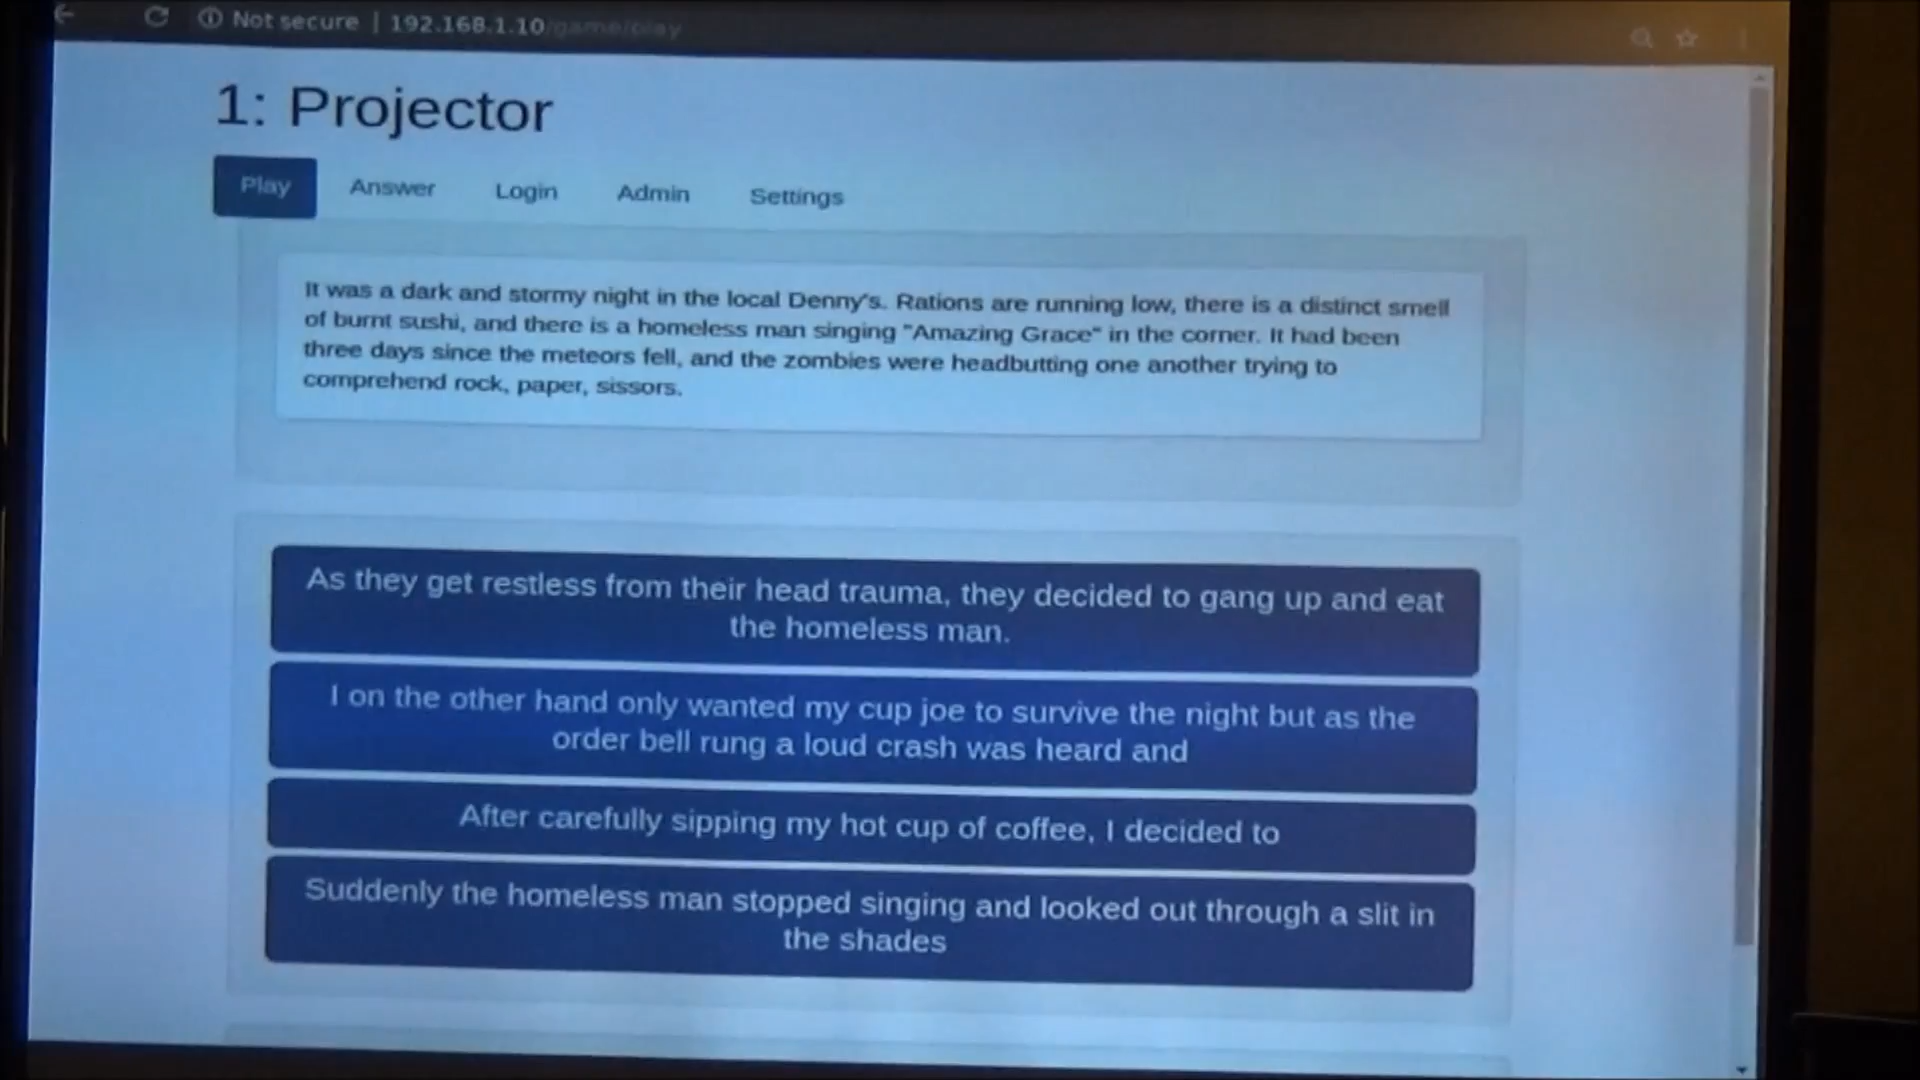 Not secure | 192.168.1.10/game/play
1: Projector
Play Answer Login Admin Settings
It was a dark and stormy night in the local Denny's. Rations are running low, there is a distinct smell
of burnt sushi, and there is a homeless man singing "Amazing Grace" in the corner. It had been
three days since the meteors fell, and the zombies were headbutting one another trying to
comprehend rock, paper, sissors.
As they get restless from their head trauma, they decided to gang up and eat
the homeless man.
I on the other hand only wanted my cup joe to survive the night but as the
order bell rung a loud crash was heard and
After carefully sipping my hot cup of coffee, I decided to
Suddenly the homeless man stopped singing and looked out through a slit in
the shades